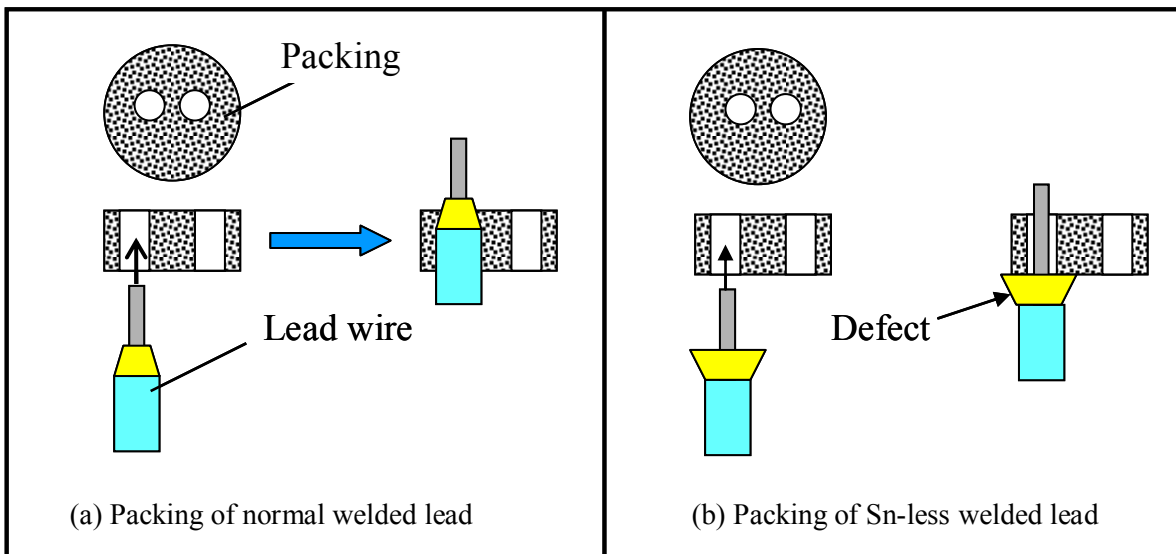 Packing
Lead wire
(a) Packing of normal welded lead
Defect
(b) Packing of Sn-less welded lead